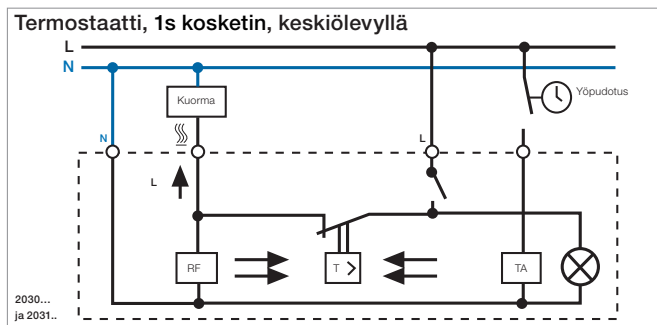 Termostaatti, 1s kosketin, keskiölevyllä
L
N
Kuorma
Yöpudotus
N
L
L
RF
T >
TA
2030...
ja 2031..